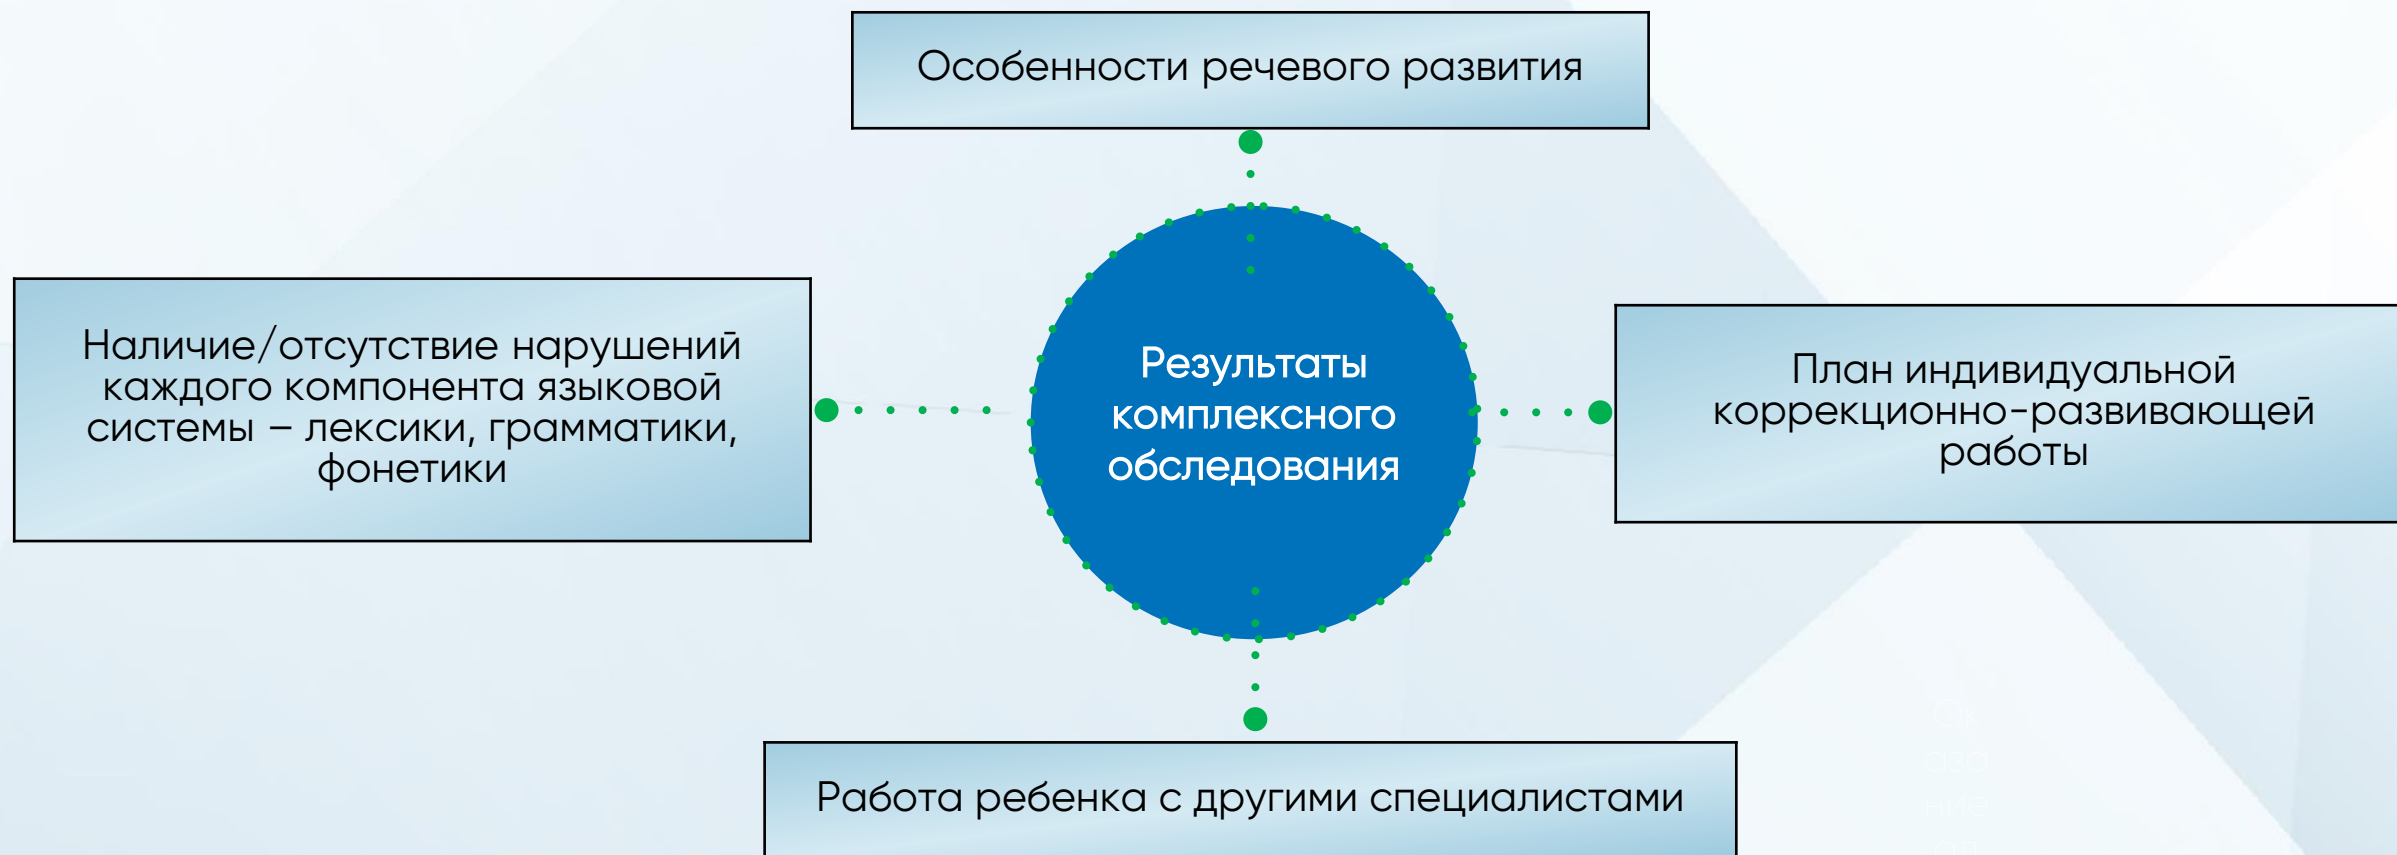 Особенности речевого развития
Наличие/отсутствие нарушений
каждого компонента языковой
системы – лексики, грамматики,
фонетики
Результаты
комплексного
обследования
План индивидуальной
коррекционно-развивающей
работы
Работа ребенка с другими специалистами